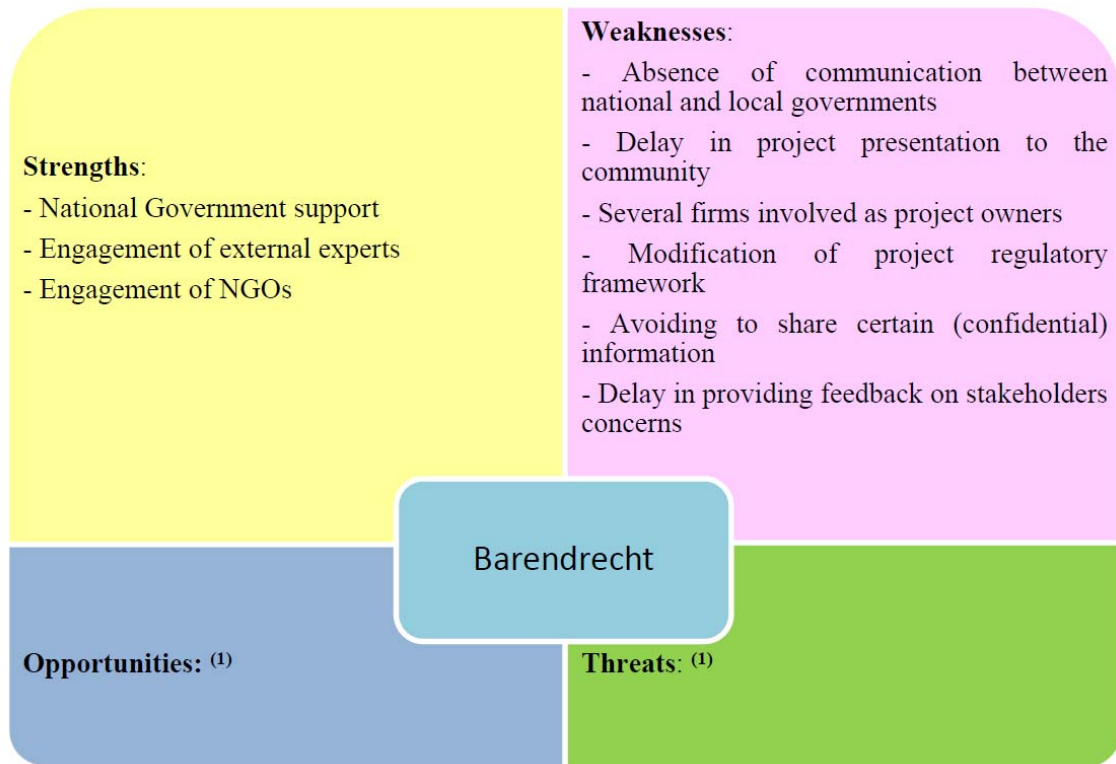 Strengths:
- National Government support
- Engagement of external experts
- Engagement of NGOs
Weaknesses:
- Absence of communication between
national and local governments
- Delay in project presentation to the
community
- Several firms involved as project owners
- Modification of project regulatory
framework
- Avoiding to share certain (confidential)
information
- Delay in providing feedback on stakeholders
concerns
Barendrecht
Opportunities: (1)
Threats: (1)